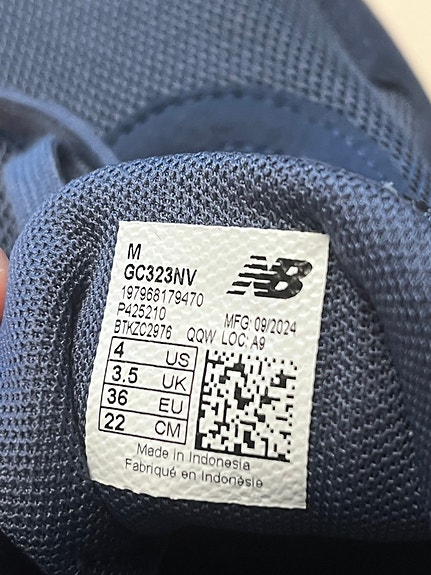 M
GC323NV
NB
197968179470
P425210
MFG: 09/2024
BTKZC2976 QQW LOC: A9
4 US
3.5 UK
36 EU
22 CM
Made in Indonesia
Fabriqué en Indonésie